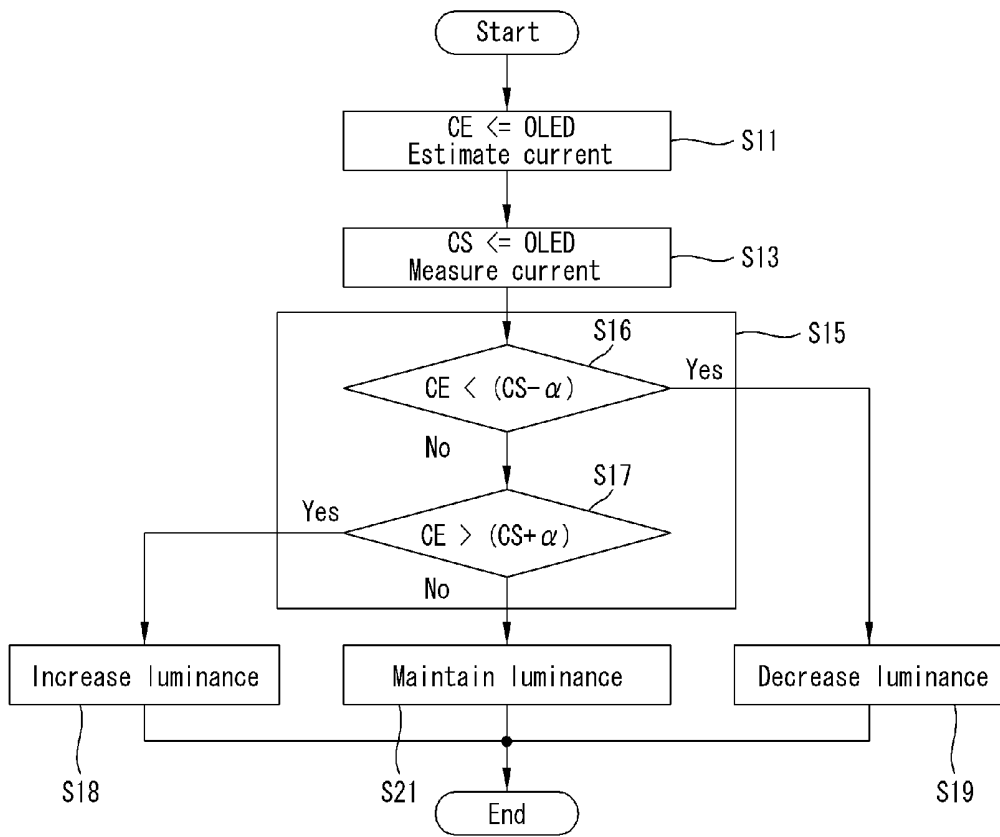 Start
CE <= OLED
Estimate current
S11
CS <= OLED
Measure current
S13
S15
S16
CE < (CS-α)
Yes
No
S17
Yes
CE > (CS+α)
No
Increase luminance
Maintain luminance
Decrease luminance
S18
S21
S19
End